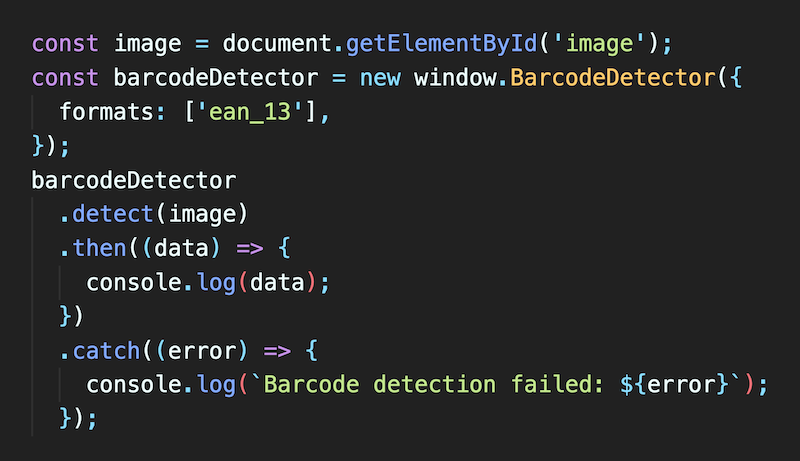 const image = document.getElementById('image');
const barcodeDetector = new window.BarcodeDetector({
  formats: ['ean_13'],
});
barcodeDetector
  .detect(image)
  .then((data) => {
    console.log(data);
  })
  .catch((error) => {
    console.log(`Barcode detection failed: ${error}`);
  });